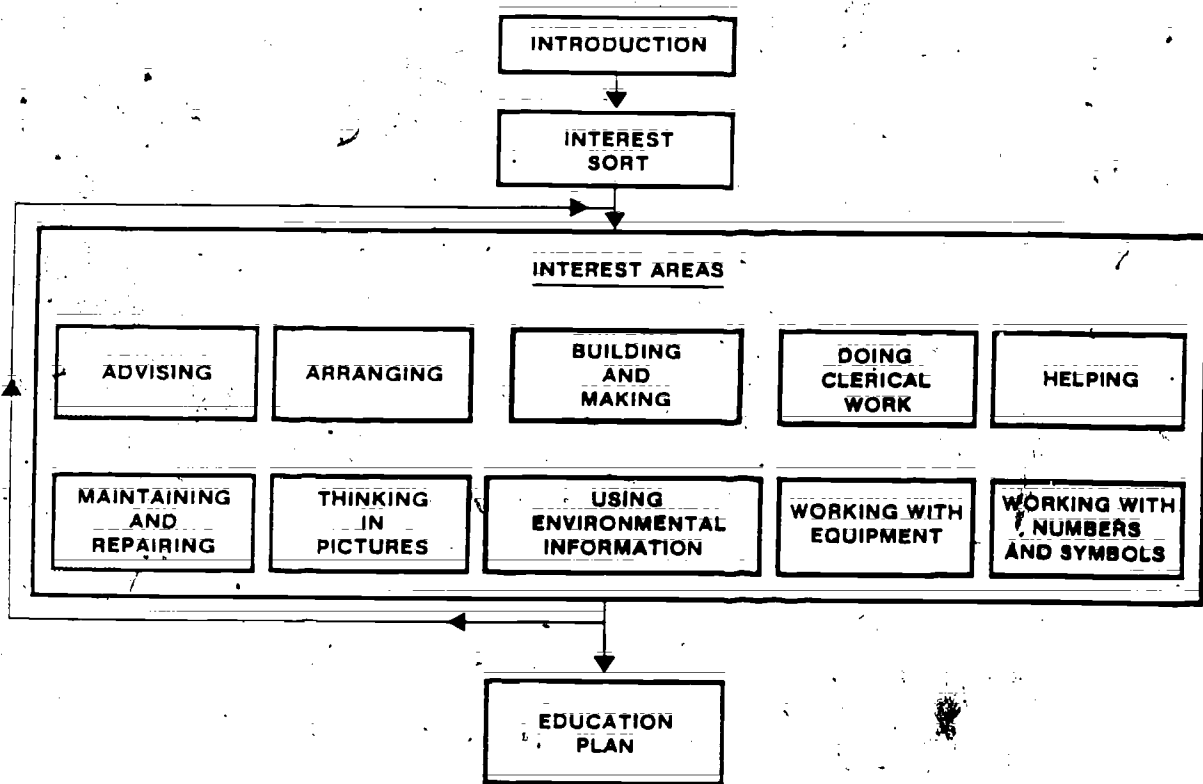 INTRODUCTION
INTEREST
SORT
INTEREST AREAS
ADVISING
ARRANGING
BUILDING
AND
MAKING
DOING
CLERICAL
WORK
HELPING
MAINTAINING
AND
REPAIRING
THINKING
IN
PICTURES
USING
ENVIRONMENTAL
INFORMATION
WORKING WITH
EQUIPMENT
WORKING WITH
NUMBERS
AND SYMBOLS
EDUCATION
PLAN